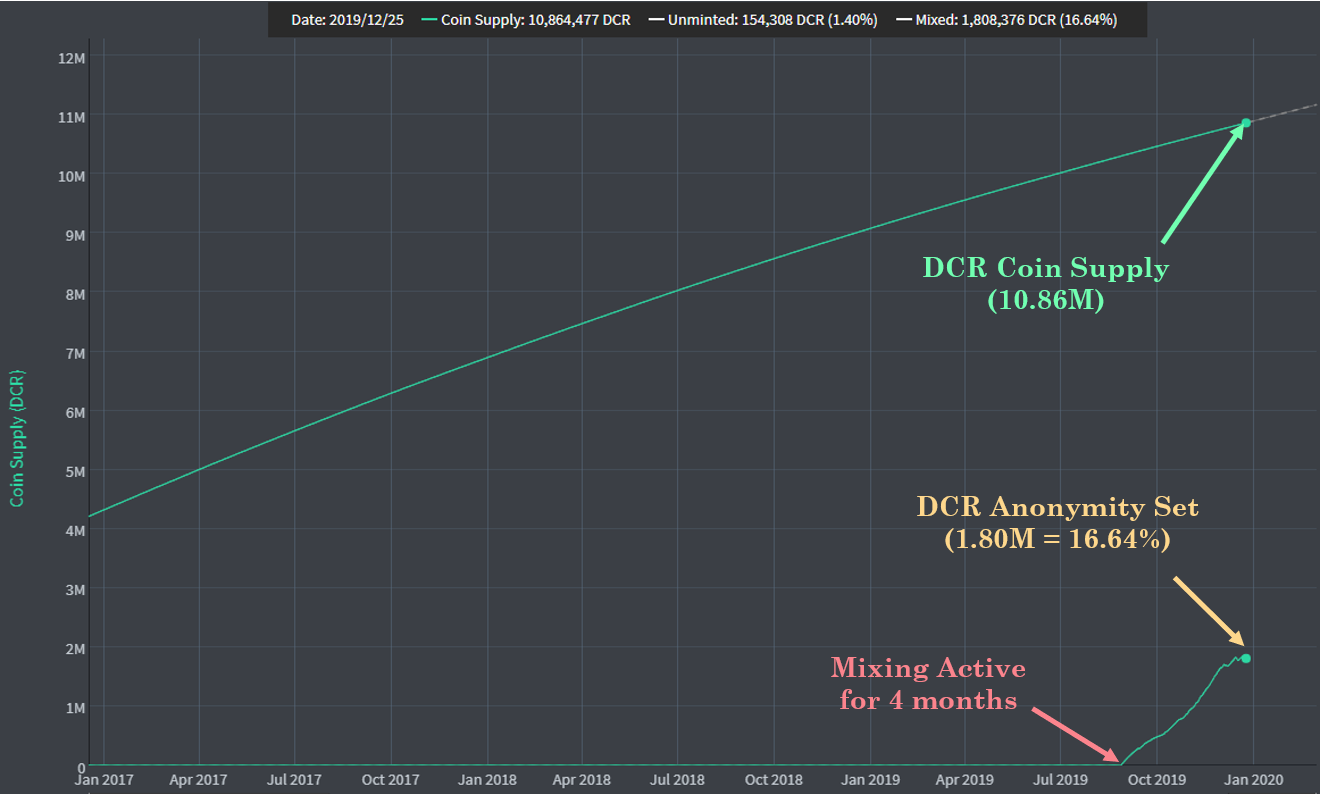 Date: 2019/12/25 — Coin Supply: 10,864,477 DCR — Unminted: 154,308 DCR (1.40%) — Mixed: 1,808,376 DCR (16.64%)
12M
11M
10M
9M
8M
7M
6M
5M
4M
3M
2M
1M
0
Coin Supply (DCR)
DCR Coin Supply
(10.86M)
DCR Anonymity Set
(1.80M = 16.64%)
Mixing Active
for 4 months
Jan 2017 Apr 2017 Jul 2017 Oct 2017 Jan 2018 Apr 2018 Jul 2018 Oct 2018 Jan 2019 Apr 2019 Jul 2019 Oct 2019 Jan 2020